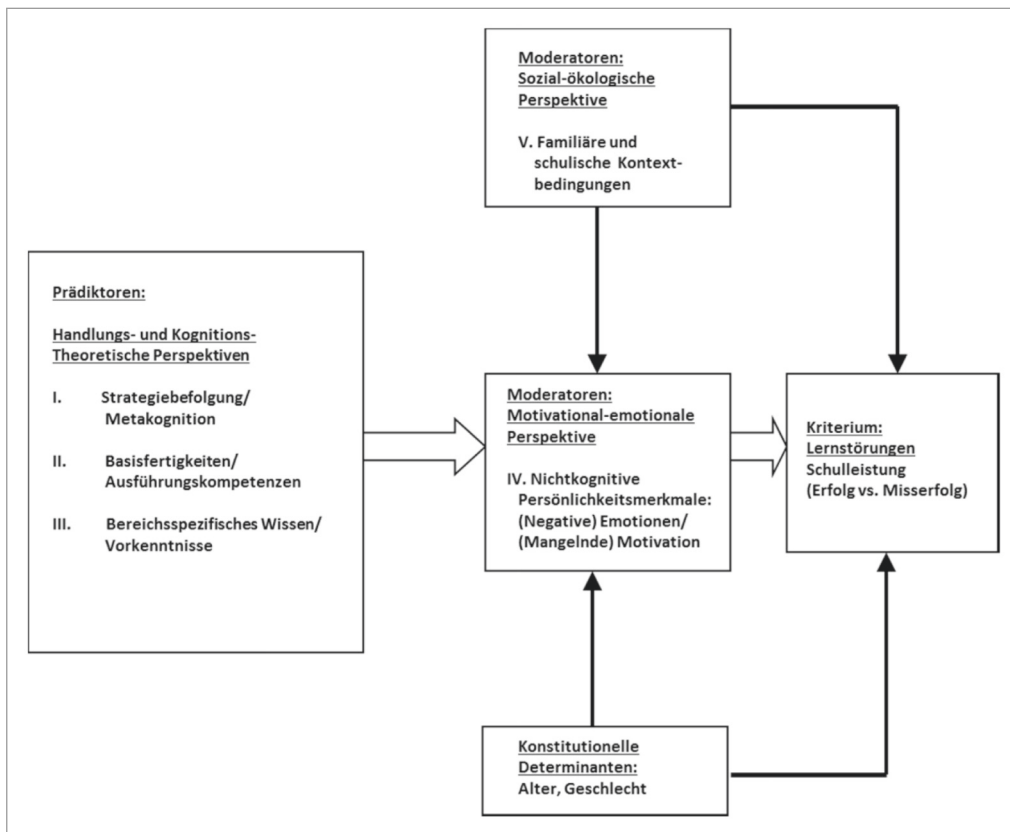 Moderatoren:
Sozial-ökologische
Perspektive
V. Familiäre und
schulische Kontext-
bedingungen
Prädiktoren:
Handlungs- und Kognitions-
Theoretische Perspektiven
I. Strategiebefolgung/
Metakognition
II. Basisfertigkeiten/
Ausführungskompetenzen
III. Bereichsspezifisches Wissen/
Vorkenntnisse
Moderatoren:
Motivational-emotionale
Perspektive
IV. Nichtkognitive
Persönlichkeitsmerkmale:
(Negative) Emotionen/
(Mangelnde) Motivation
Kriterium:
Lernstörungen
Schulleistung
(Erfolg vs. Misserfolg)
Konstitutionelle
Determinanten:
Alter, Geschlecht